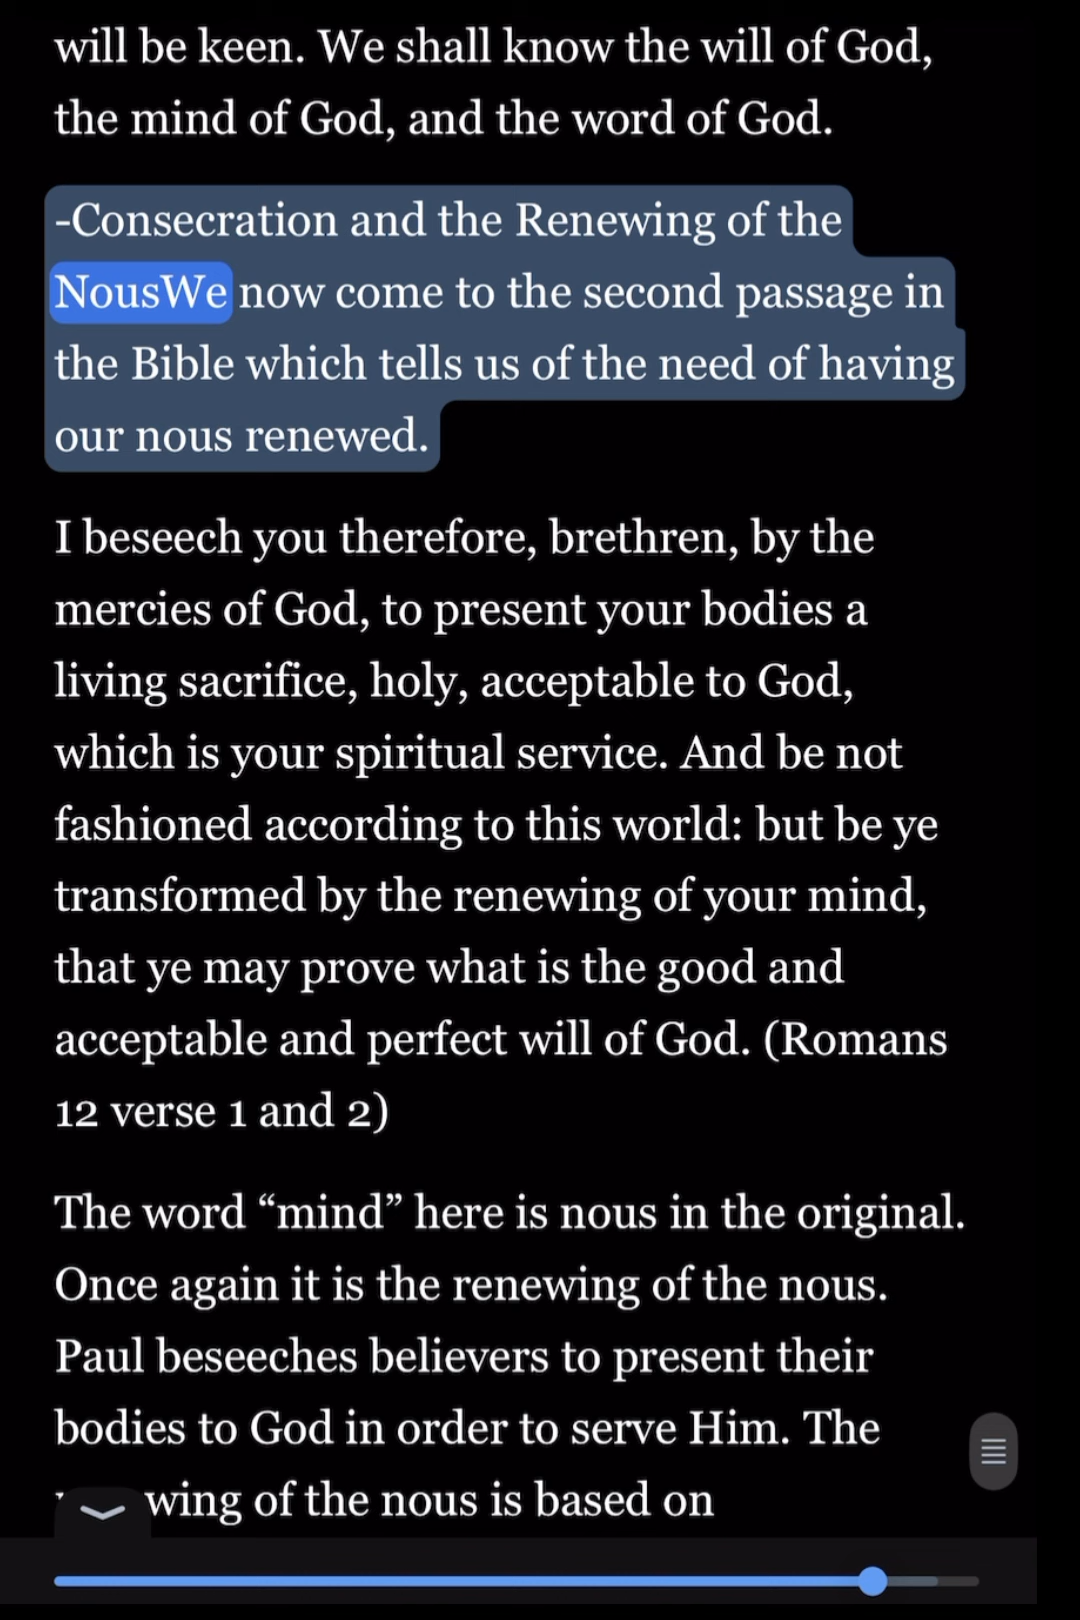 will be keen. We shall know the will of God,
the mind of God, and the word of God.
-Consecration and the Renewing of the
NousWe now come to the second passage in
the Bible which tells us of the need of having
our nous renewed.
I beseech you therefore, brethren, by the
mercies of God, to present your bodies a
living sacrifice, holy, acceptable to God,
which is your spiritual service. And be not
fashioned according to this world: but be ye
transformed by the renewing of your mind,
that ye may prove what is the good and
acceptable and perfect will of God. (Romans
12 verse 1 and 2)
The word “mind” here is nous in the original.
Once again it is the renewing of the nous.
Paul beseeches believers to present their
bodies to God in order to serve Him. The
wing of the nous is based on